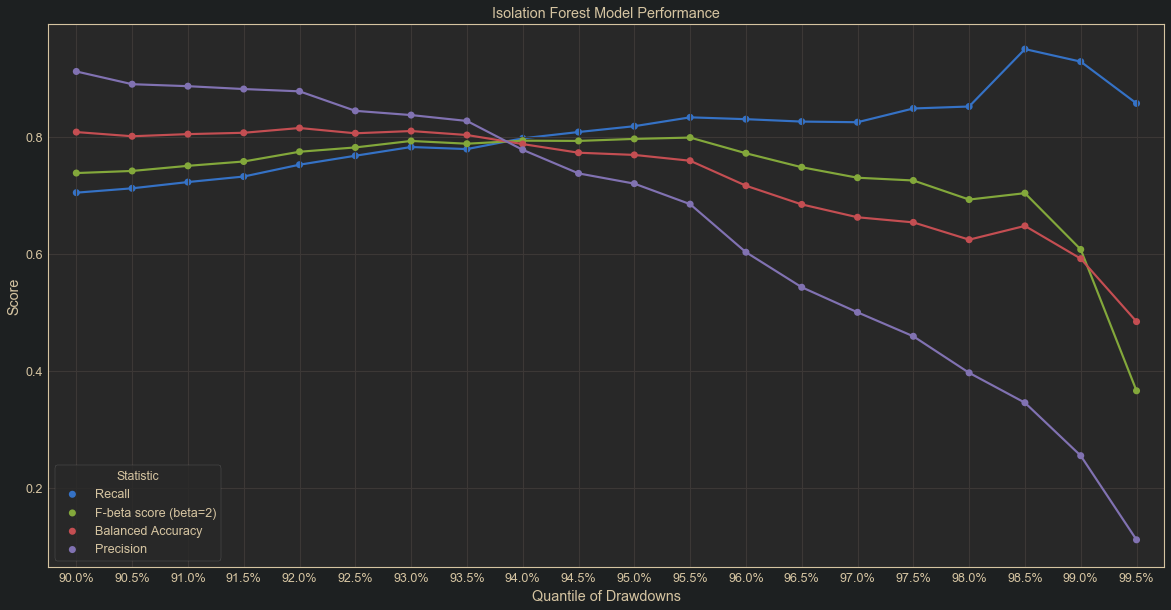 Isolation Forest Model Performance
Score
0.8
0.6
0.4
0.2
Statistic
Recall
F-beta score (beta=2)
Balanced Accuracy
Precision
90.0% 90.5% 91.0% 91.5% 92.0% 92.5% 93.0% 93.5% 94.0% 94.5% 95.0% 95.5% 96.0% 96.5% 97.0% 97.5% 98.0% 98.5% 99.0% 99.5%
Quantile of Drawdowns